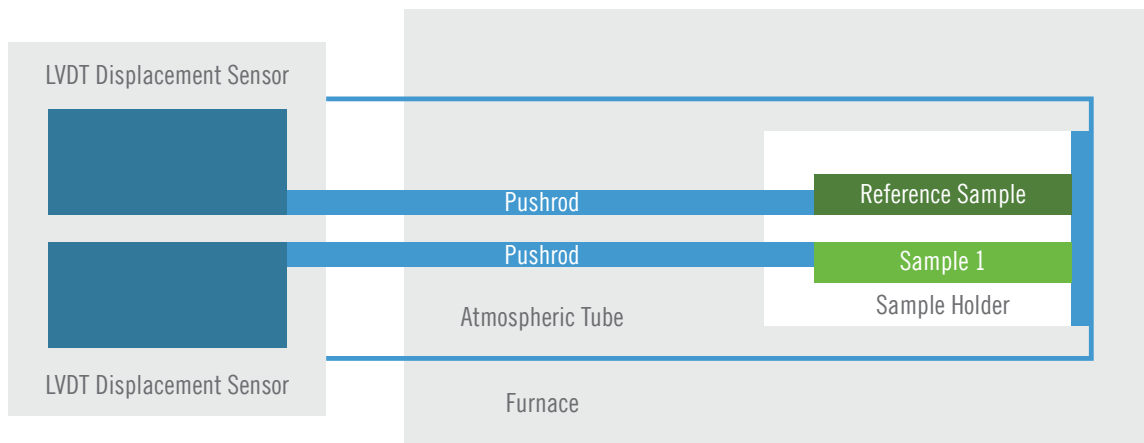 LVDT Displacement Sensor
Pushrod
Reference Sample
Pushrod
Sample 1
Sample Holder
Atmospheric Tube
LVDT Displacement Sensor
Furnace